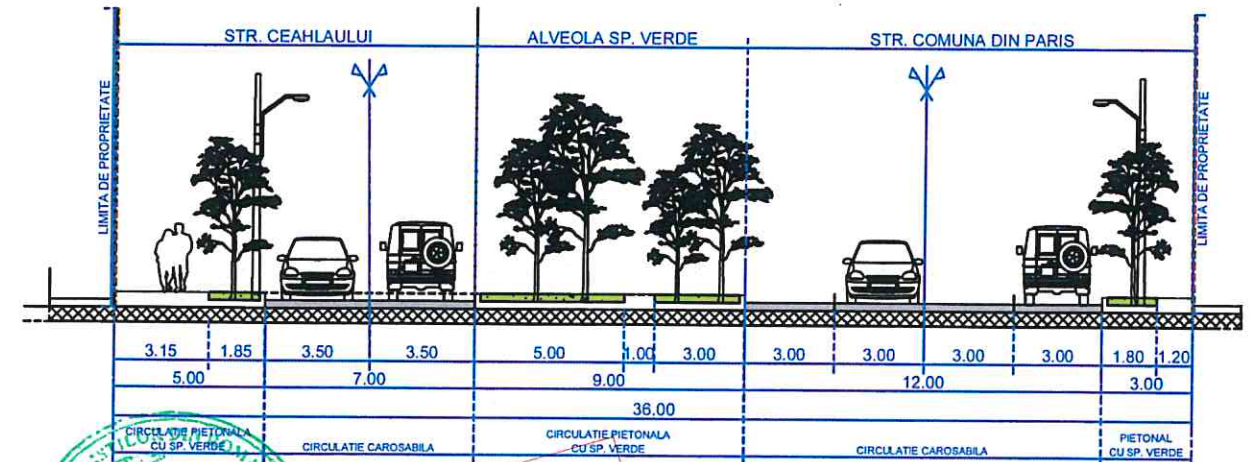 STR. CEAHLAULUI
ALVEOLA SP. VERDE
STR. COMUNA DIN PARIS
LIMITA DE PROPRIETATE
LIMITA DE PROPRIETATE
3.15 1.85 3.50 3.50 5.00 1.00 3.00 3.00 3.00 3.00 3.00 1.80 1.20
5.00 7.00 9.00 12.00 3.00
36.00
CIRCULATIE PIETONALA
CU SP. VERDE
CIRCULATIE CAROSABILA
CIRCULATIE PIETONALA
CU SP. VERDE
CIRCULATIE CAROSABILA
PIETONAL
CU SP. VERDE